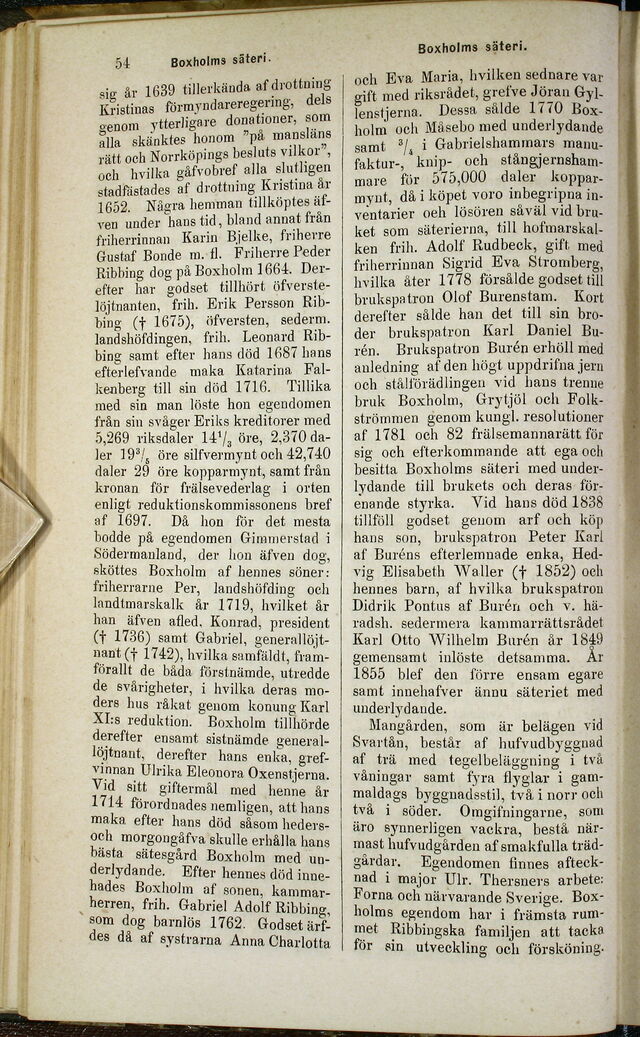 54 Boxholms säteri.
sig år 1639 tillerkända af drottning
Kristinas förmyndareregering, dels
genom ytterligare donationer, som
alla skänktes honom "på mansläns
rätt och Norrköpings besluts vilkor",
och hvilka gåfvobref alla slutligen
stadfästades af drottning Kristina år
1652. Några hemman tillköptes äf-
ven under hans tid, bland annat från
friherrinnan Karin Bjelke, friherre
Gustaf Bonde m. fl. Friherre Peder
Ribbing dog på Boxholm 1664. Der-
efter har godset tillhört öfverste-
löjtnanten, frih. Erik Persson Rib-
bing († 1675), öfversten, sederm.
landshöfdingen, frih. Leonard Rib-
bing samt efter hans död 1687 hans
efterlefvande maka Katarina Fal-
kenberg till sin död 1716. Tillika
med sin man löste hon egendomen
från sin svåger Eriks kreditorer med
5,269 riksdaler 14¹/₃ öre, 2,370 da-
ler 19³/₅ öre silfvermynt och 42,740
daler 29 öre kopparmynt, samt från
kronan för frälsevederlag i orten
enligt reduktionskommissonens bref
af 1697. Då hon för det mesta
bodde på egendomen Gimmerstad i
Södermanland, der hon äfven dog,
sköttes Boxholm af hennes söner:
friherrarne Per, landshöfding och
landtmarskalk år 1719, hvilket år
han äfven afled, Konrad, president
(† 1736) samt Gabriel, generallöjt-
nant († 1742), hvilka samfäldt, fram-
förallt de båda förstnämde, utredde
de svårigheter, i hvilka deras mo-
ders hus råkat genom konung Karl
XI:s reduktion. Boxholm tillhörde
derefter ensamt sistnämde general-
löjtnant, derefter hans enka, gref-
vinnan Ulrika Eleonora Oxenstjerna.
Vid sitt giftermål med henne år
1714 förordnades nemligen, att hans
maka efter hans död såsom heders-
och morgongåfva skulle erhålla hans
bästa sätesgård Boxholm med un-
derlydande. Efter hennes död inne-
hades Boxholm af sonen, kammar-
herren, frih. Gabriel Adolf Ribbing,
som dog barnlös 1762. Godset ärf-
des då af systrarna Anna Charlotta
Boxholms säteri.
och Eva Maria, hvilken sednare var
gift med riksrådet, grefve Jöran Gyl-
lenstjerna. Dessa sålde 1770 Box-
holm och Måsebo med underlydande
samt ³/₄ i Gabrielshammars manu-
faktur-, knip- och stångjernsham-
mare för 575,000 daler koppar-
mynt, då i köpet voro inbegripna in-
ventarier och lösören såväl vid bru-
ket som säterierna, till hofmarskal-
ken frih. Adolf Rudbeck, gift med
friherrinnan Sigrid Eva Stromberg,
hvilka åter 1778 försålde godset till
brukspatron Olof Burenstam. Kort
derefter sålde han det till sin bro-
der brukspatron Karl Daniel Bu-
rén. Brukspatron Burén erhöll med
anledning af den högt uppdrifna jern
och stålförädlingen vid hans trenne
bruk Boxholm, Grytjöl och Folk-
strömmen genom kungl. resolutioner
af 1781 och 82 frälsemannarätt för
sig och efterkommande att ega och
besitta Boxholms säteri med under-
lydande till brukets och deras för-
enande styrka. Vid hans död 1838
tillföll godset genom arf och köp
hans son, brukspatron Peter Karl
af Buréns efterlemnade enka, Hed-
vig Elisabeth Waller († 1852) och
hennes barn, af hvilka brukspatron
Didrik Pontus af Burén och v. hä-
radsh. sedermera kammarrättsrådet
Karl Otto Wilhelm Burén år 1849
gemensamt inlöste detsamma. År
1855 blef den förre ensam egare
samt innehafver ännu säteriet med
underlydande.
Mangården, som är belägen vid
Svartån, består af hufvudbyggnad
af trä med tegelbeläggning i två
våningar samt fyra flyglar i gam-
maldags byggnadsstil, två i norr och
två i söder. Omgifningarne, som
äro synnerligen vackra, bestå när-
mast hufvudgården af smakfulla träd-
gårdar. Egendomen finnes afteck-
nad i major Ulr. Thersners arbete:
Forna och närvarande Sverige. Box-
holms egendom har i främsta rum-
met Ribbingska familjen att tacka
för sin utveckling och förskönìng.